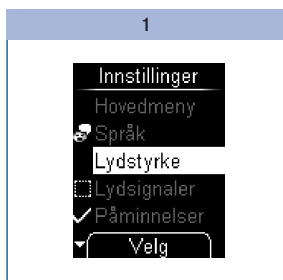 1
Innstillinger
Hovedmeny
Språk
Lydstyrke
Lydsignaler
Påminnelser
Velg